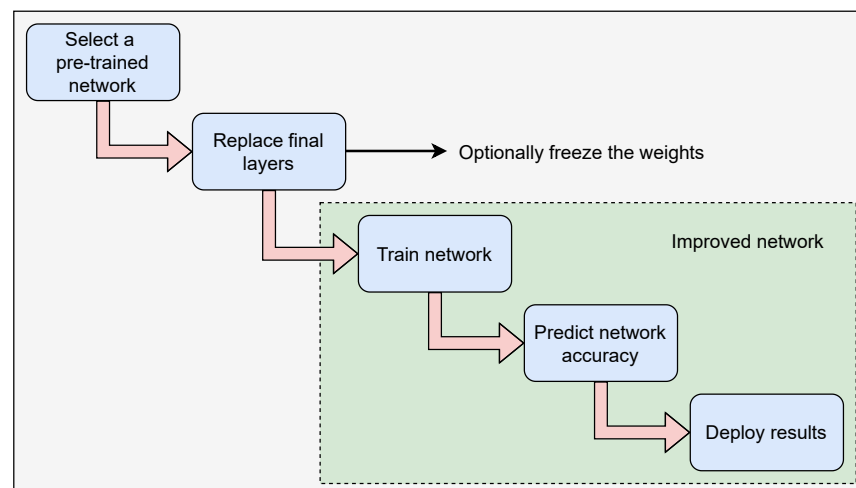 Select a
pre-trained
network
Replace final
layers
Optionally freeze the weights
Improved network
Train network
Predict network
accuracy
Deploy results